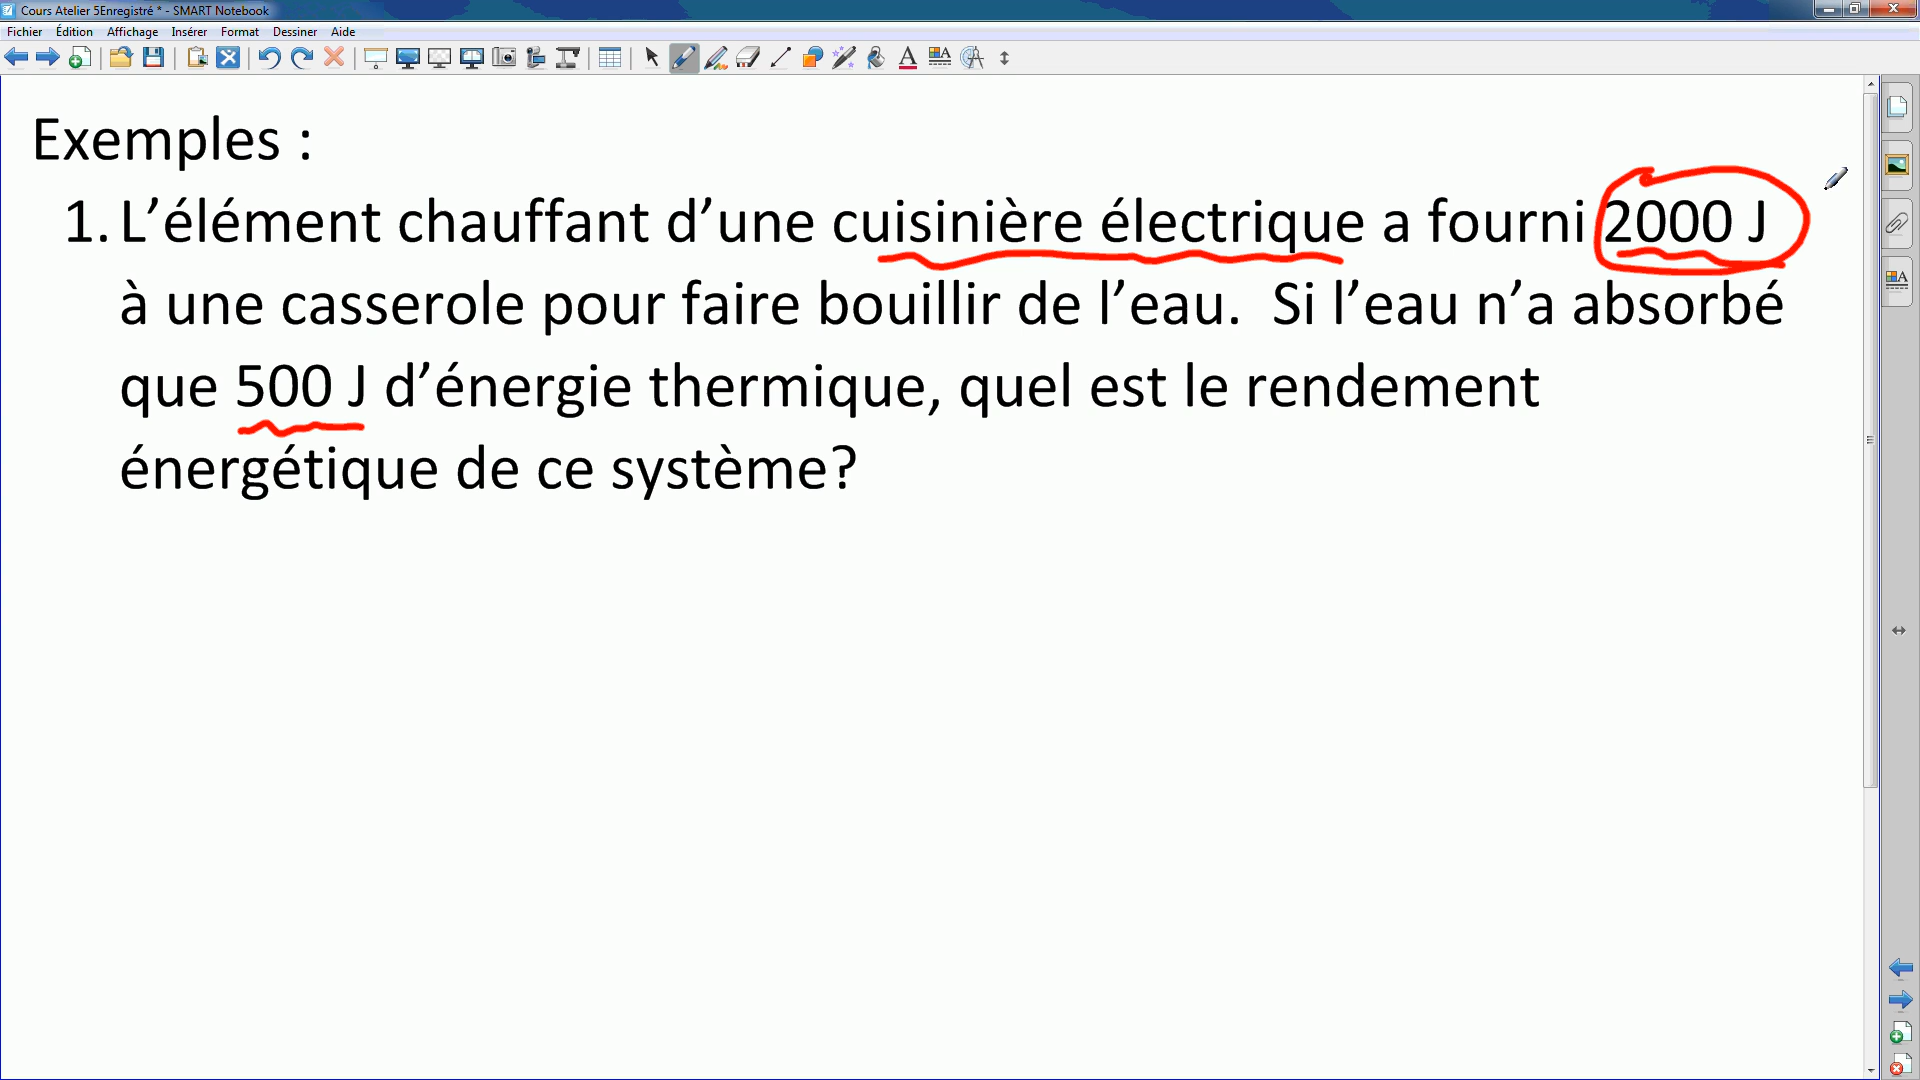 Cours Atelier 5Enregistré * - SMART Notebook
Fichier Édition Affichage Insérer Format Dessiner Aide
Exemples :
1. L’élément chauffant d’une cuisinière électrique a fourni 2000 J
à une casserole pour faire bouillir de l’eau. Si l’eau n’a absorbé
que 500 J d’énergie thermique, quel est le rendement
énergétique de ce système?